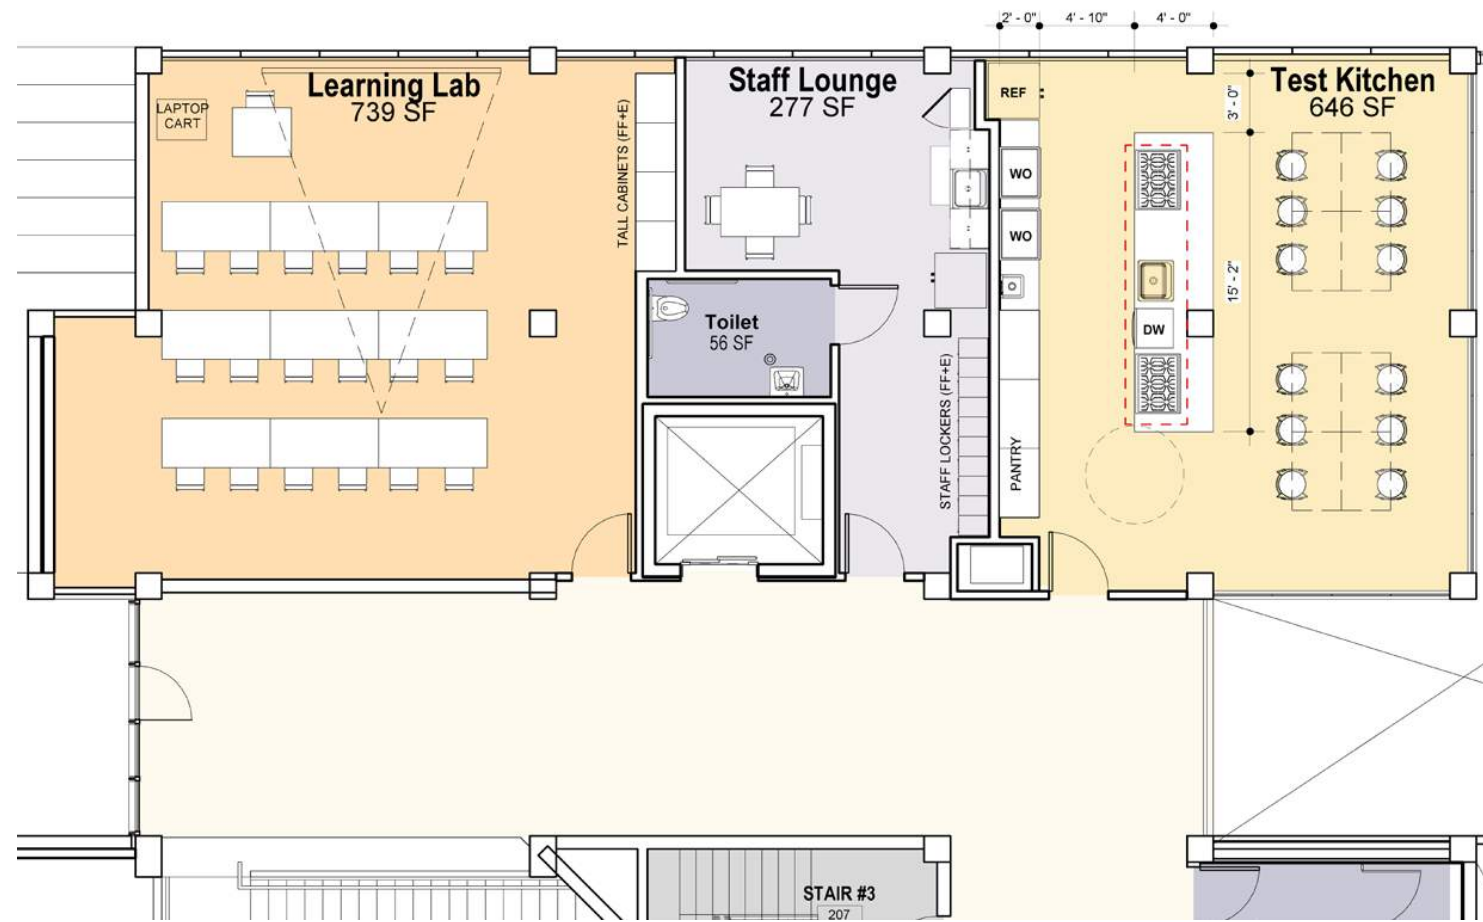 2' - 0"
4' - 10"
4' - 0"
Learning Lab
739 SF
LAPTOP
CART
TALL CABINETS (FF+E)
Staff Lounge
277 SF
REF
WO
WO
3' - 0"
Test Kitchen
646 SF
15' - 2"
DW
Toilet
56 SF
STAFF LOCKERS (FF+E)
PANTRY
STAIR #3
207